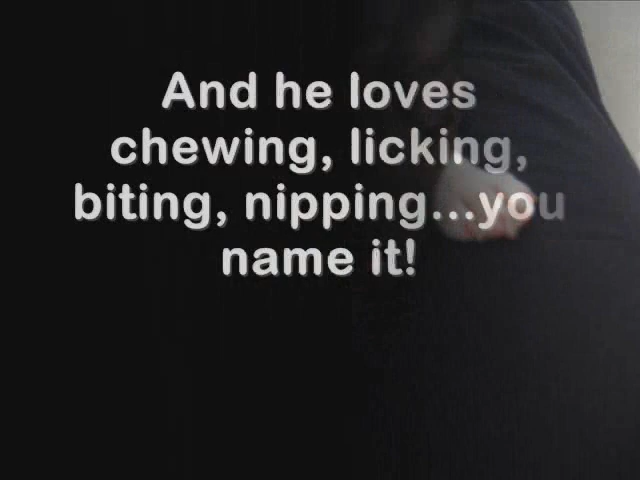 And he loves
chewing, licking,
biting, nipping...you
name it!